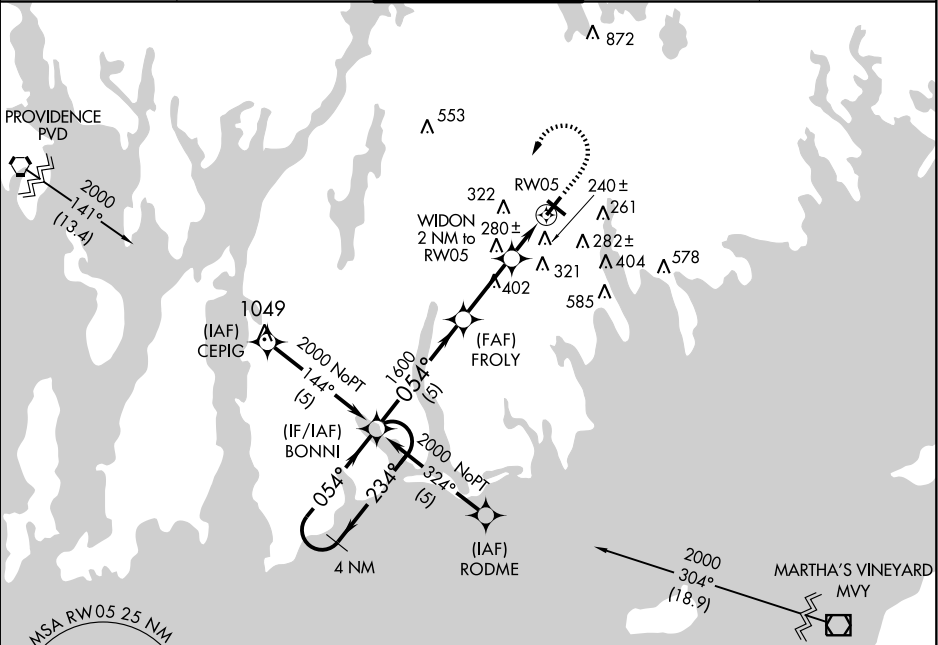 872
553
PROVIDENCE
PVD
2000
141°
(13.4)
RW05
240±
322
261
WIDON
2 NM to
RW05
280±
282±
404
578
321
402
585
1049
(IAF)
CEPIG
2000 NoPT
144°
(5)
(FAF)
FROLY
1600
054°
(5)
(IF/IAF)
BONNI
2000 NoPT
324°
(5)
054°
234°
4 NM
(IAF)
RODME
2000
304°
(18.9)
MARTHA'S VINEYARD
MVY
MSA RW05 25 NM